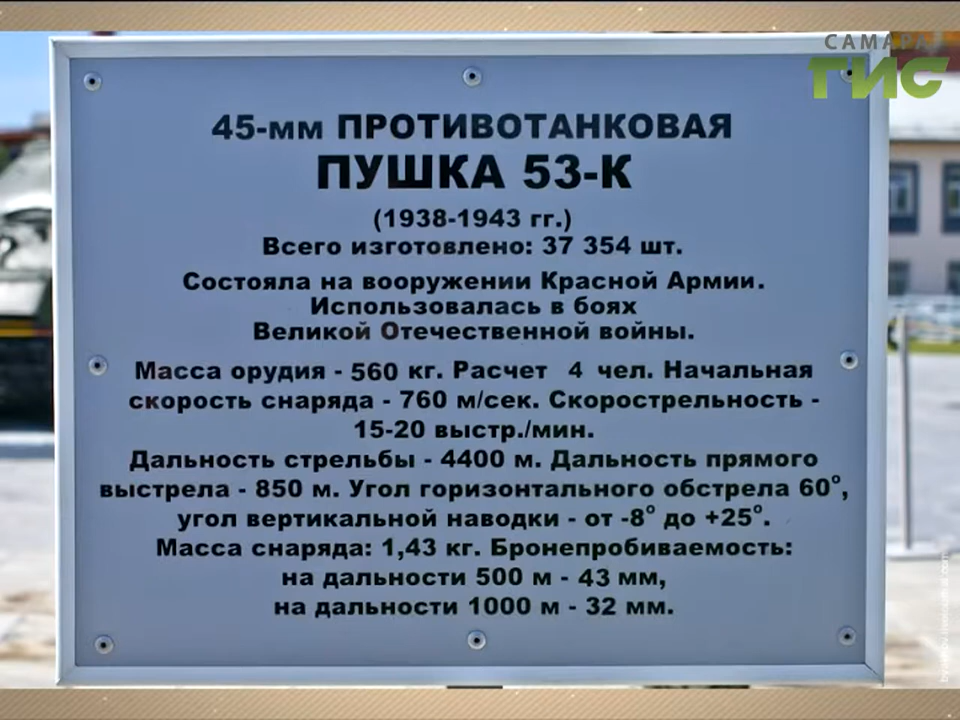 САМАРА
ГИС
45-мм ПРОТИВОТАНКОВАЯ
ПУШКА 53-К
(1938-1943 гг.)
Всего изготовлено: 37 354 шт.
Состояла на вооружении Красной Армии.
Использовалась в боях
Великой Отечественной войны.
Масса орудия - 560 кг. Расчет 4 чел. Начальная
скорость снаряда - 760 м/сек. Скорострельность -
15-20 выстр./мин.
Дальность стрельбы - 4400 м. Дальность прямого
выстрела - 850 м. Угол горизонтального обстрела 60°,
угол вертикальной наводки - от -8° до +25°.
Масса снаряда: 1,43 кг. Бронепробиваемость:
на дальности 500 м - 43 мм,
на дальности 1000 м - 32 мм.